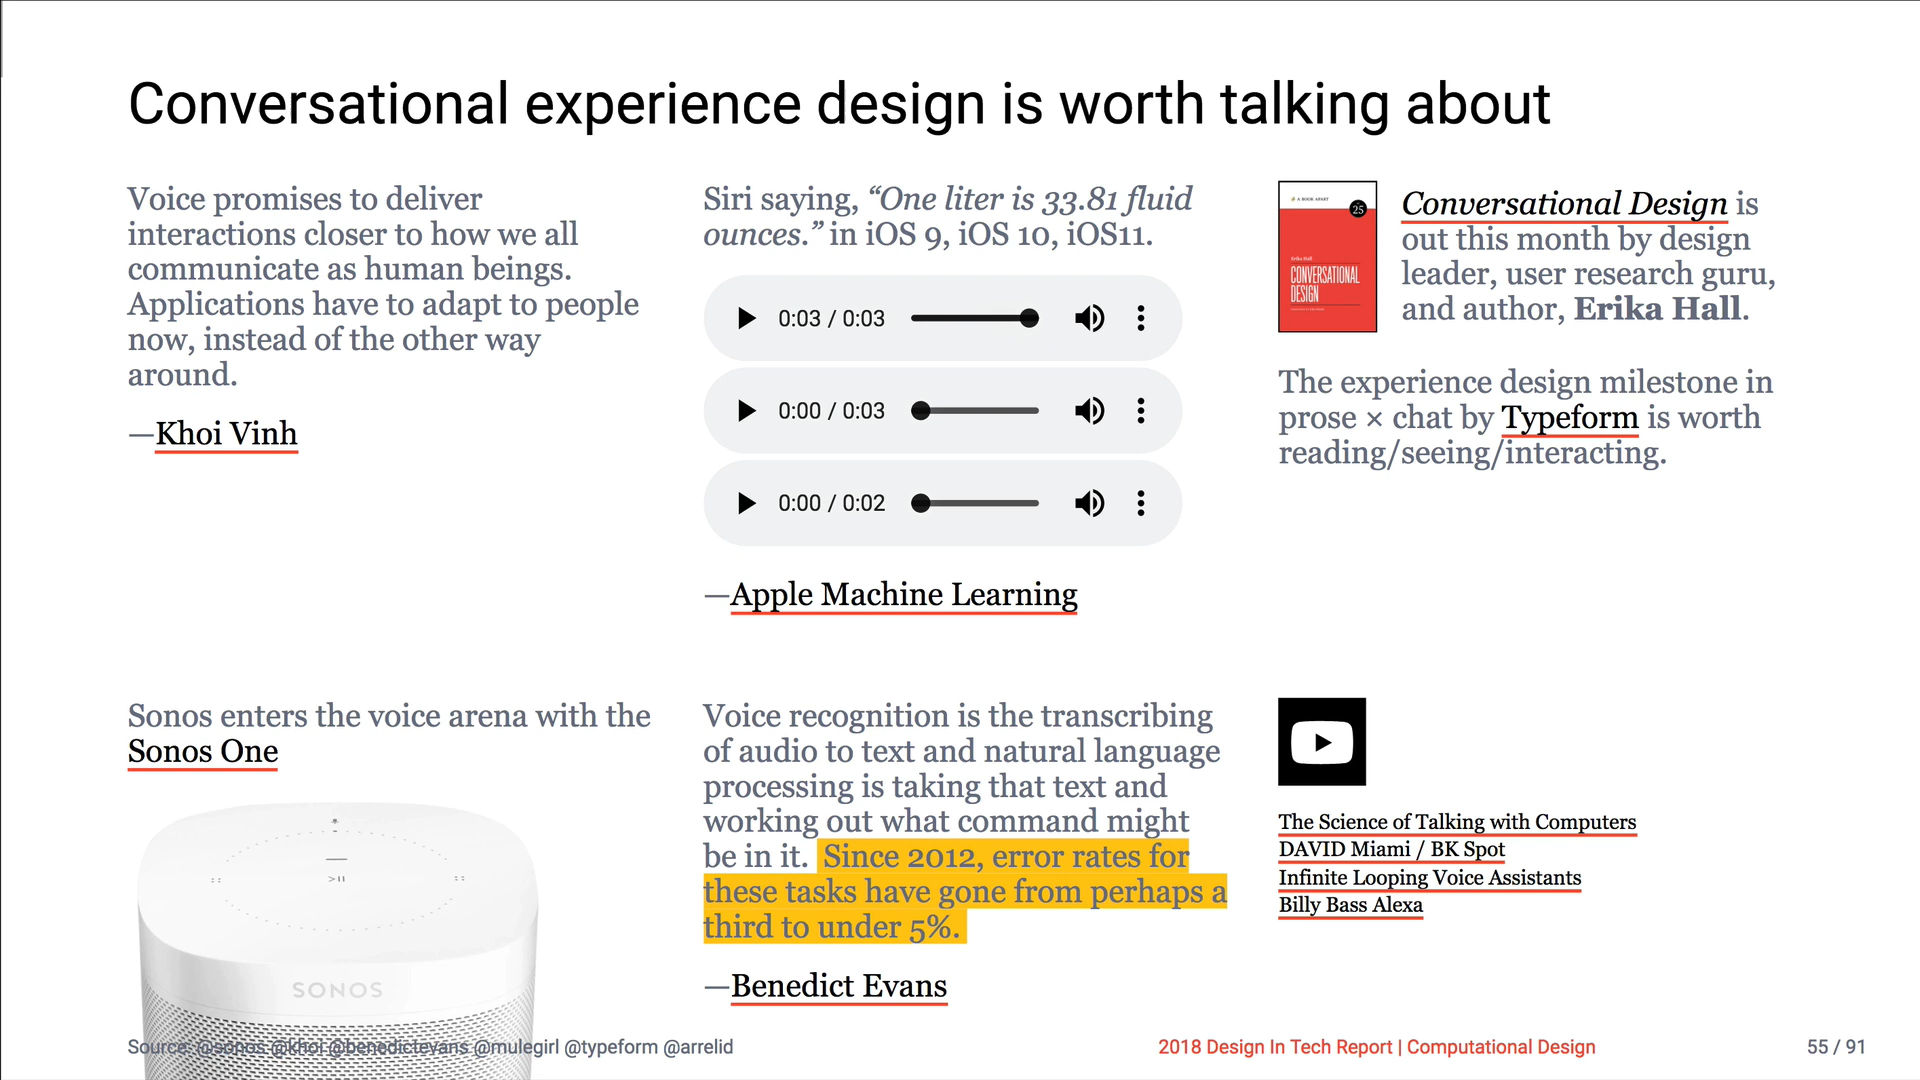 Conversational experience design is worth talking about
Voice promises to deliver
interactions closer to how we all
communicate as human beings.
Applications have to adapt to people
now, instead of the other way
around.
—Khoi Vinh
Siri saying, “One liter is 33.81 fluid
ounces.” in iOS 9, iOS 10, iOS11.
0:03 / 0:03
0:00 / 0:03
0:00 / 0:02
—Apple Machine Learning
A BOOK APART
25
Erika Hall
CONVERSATIONAL
DESIGN
Conversational Design is
out this month by design
leader, user research guru,
and author, Erika Hall.
The experience design milestone in
prose × chat by Typeform is worth
reading/seeing/interacting.
Sonos enters the voice arena with the
Sonos One
SONOS
Voice recognition is the transcribing
of audio to text and natural language
processing is taking that text and
working out what command might
be in it. Since 2012, error rates for
these tasks have gone from perhaps a
third to under 5%.
—Benedict Evans
The Science of Talking with Computers
DAVID Miami / BK Spot
Infinite Looping Voice Assistants
Billy Bass Alexa
Source: @sonos @khoi @benedictevans @mulegirl @typeform @arrelid
2018 Design In Tech Report | Computational Design
55 / 91